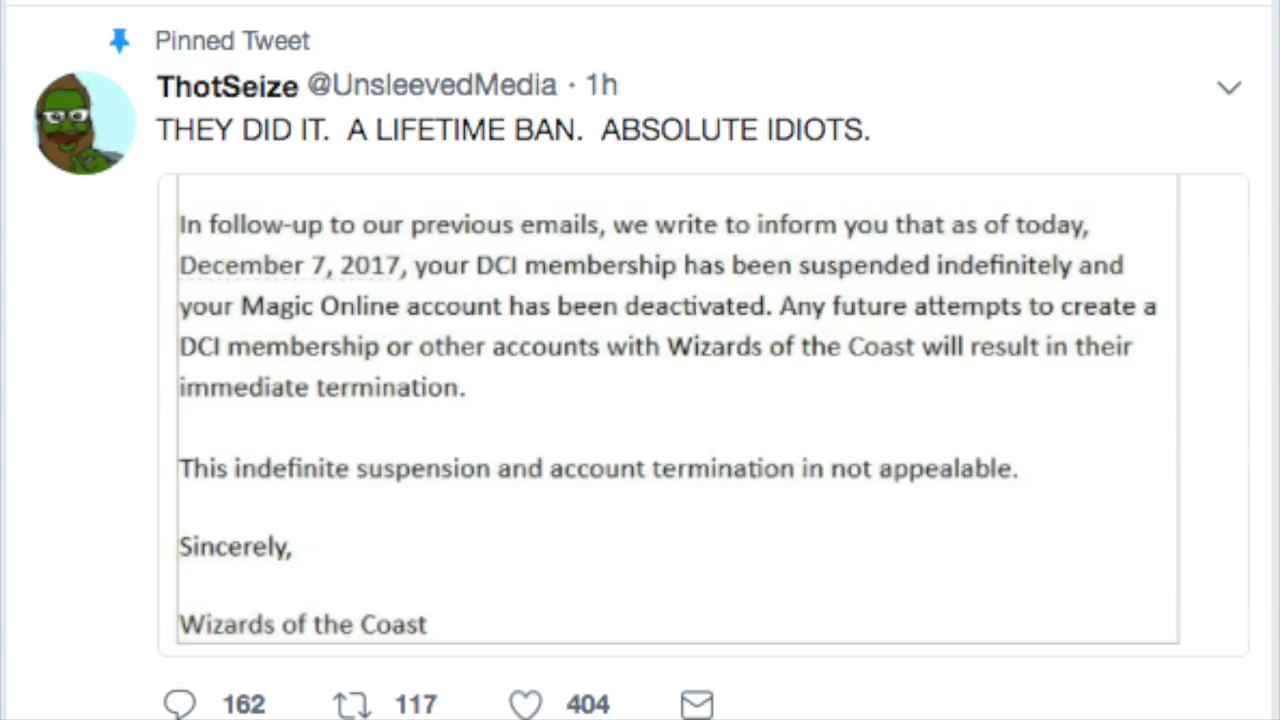 Pinned Tweet
ThotSeize @UnsleevedMedia · 1h
THEY DID IT. A LIFETIME BAN. ABSOLUTE IDIOTS.
In follow-up to our previous emails, we write to inform you that as of today,
December 7, 2017, your DCI membership has been suspended indefinitely and
your Magic Online account has been deactivated. Any future attempts to create a
DCI membership or other accounts with Wizards of the Coast will result in their
immediate termination.
This indefinite suspension and account termination in not appealable.
Sincerely,
Wizards of the Coast
162 117 404